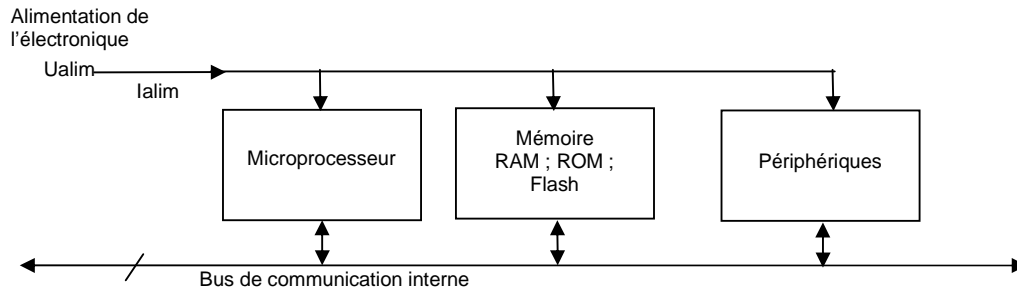 Alimentation de
l'électronique
Ualim
Ialim
Microprocesseur
Mémoire
RAM ; ROM ;
Flash
Périphériques
Bus de communication interne